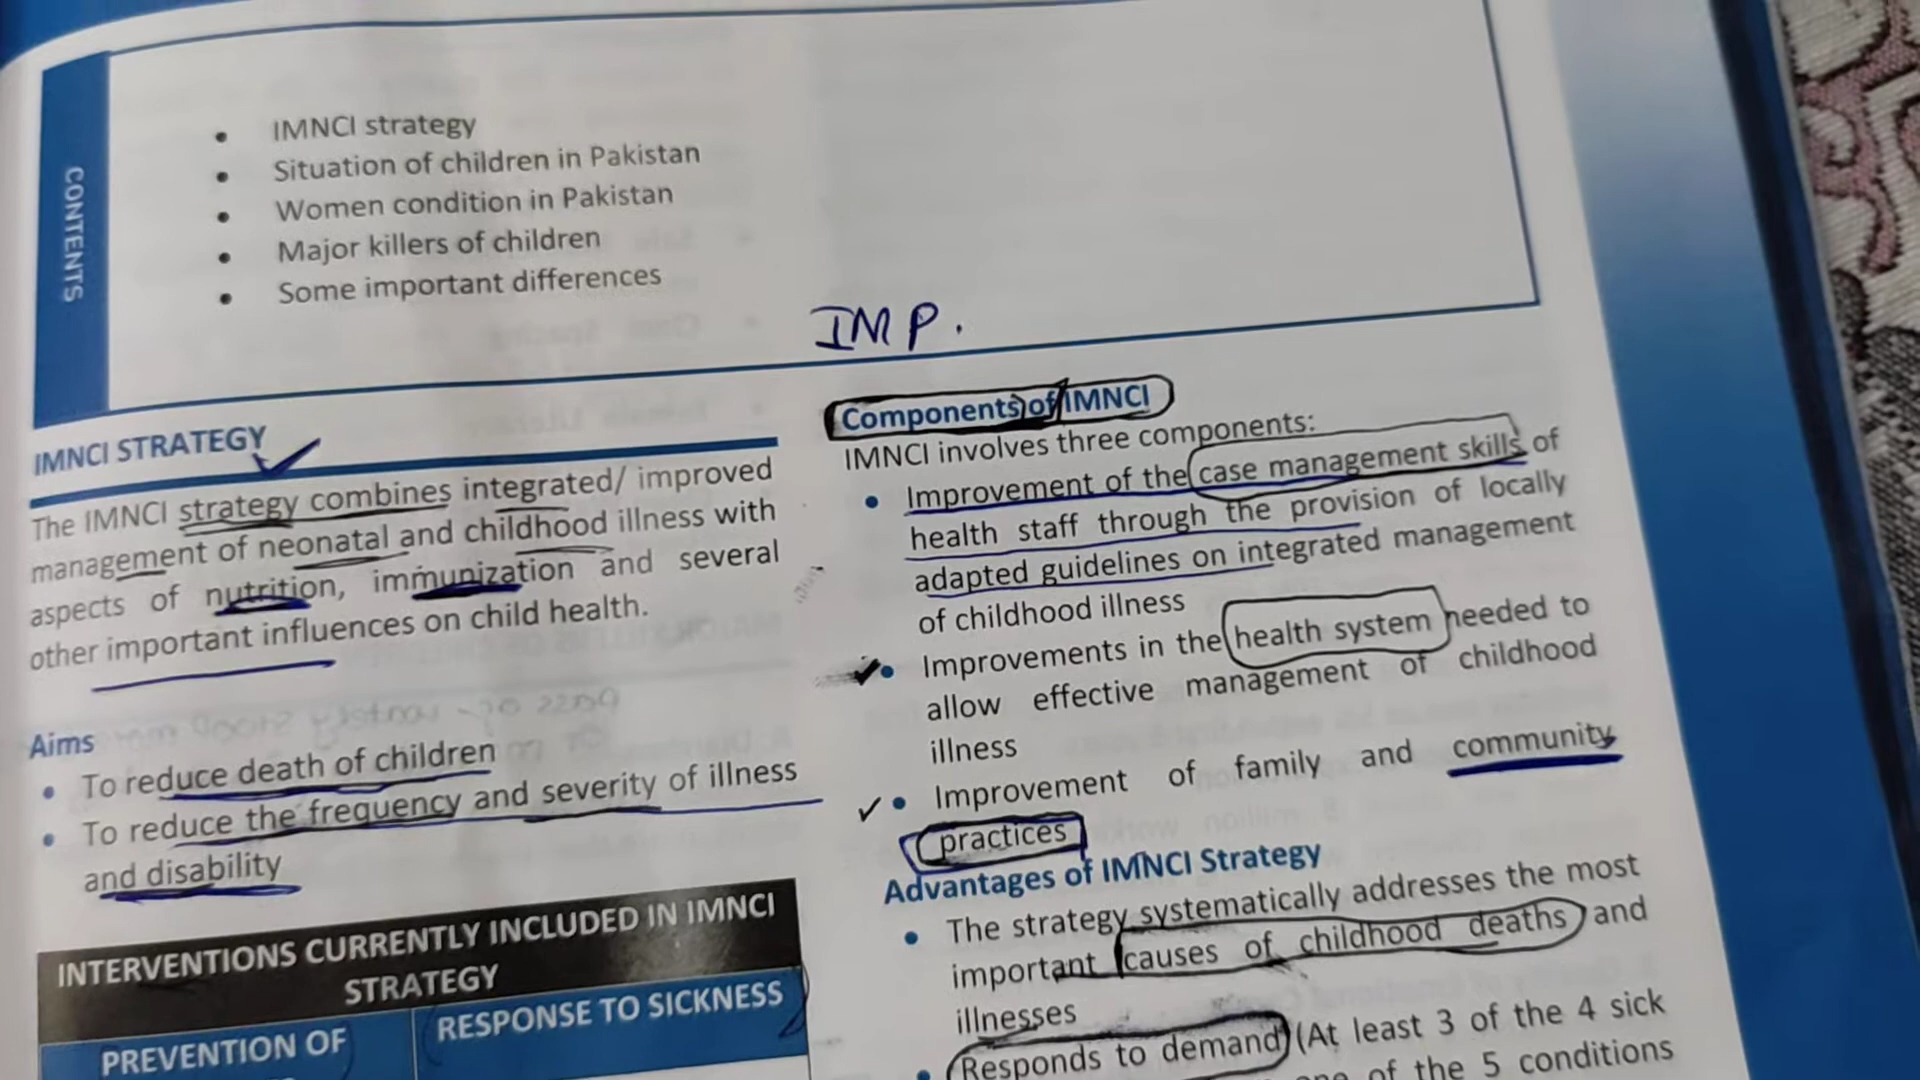 CONTENTS
• IMNCI strategy
• Situation of children in Pakistan
• Women condition in Pakistan
• Major killers of children
• Some important differences
IMP.
IMNCI STRATEGY
The IMNCI strategy combines integrated/ improved
management of neonatal and childhood illness with
aspects of nutrition, immunization and several
other important influences on child health.
Aims
• To reduce death of children
• To reduce the frequency and severity of illness
and disability
INTERVENTIONS CURRENTLY INCLUDED IN IMNCI
STRATEGY
PREVENTION OF
RESPONSE TO SICKNESS
Components of IMNCI
IMNCI involves three components:
• Improvement of the case management skills of
health staff through the provision of locally
adapted guidelines on integrated management
of childhood illness
• Improvements in the health system needed to
allow effective management of childhood
illness
• Improvement of family and community
practices
Advantages of IMNCI Strategy
• The strategy systematically addresses the most
important causes of childhood deaths and
illnesses
• Responds to demand (At least 3 of the 4 sick
one of the 5 conditions